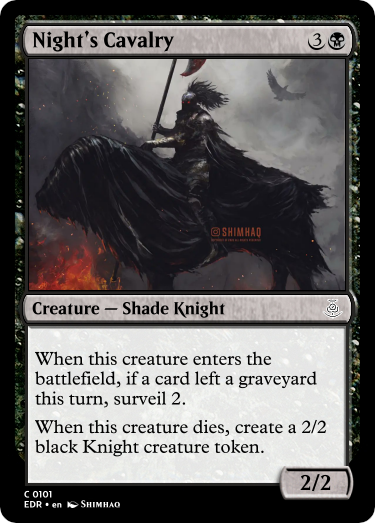 Night's Cavalry
3
SHIMHAQ
Creature — Shade Knight
When this creature enters the
battlefield, if a card left a graveyard
this turn, surveil 2.
When this creature dies, create a 2/2
black Knight creature token.
2/2
C 0101
EDR • en SHIMHAQ